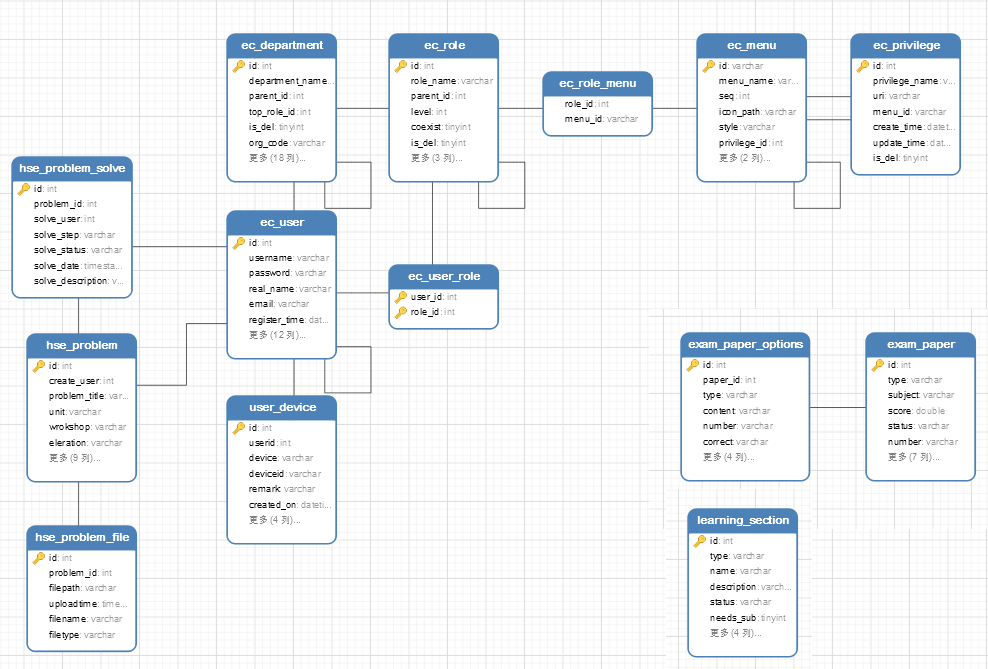 ec_department
id: int
department_name...
parent_id: int
top_role_id: int
is_del: tinyint
org_code: varchar
更多 (18 列)...
ec_role
id: int
role_name: varchar
parent_id: int
level: int
coexist: tinyint
is_del: tinyint
更多 (3 列)...
ec_role_menu
role_id: int
menu_id: varchar
ec_menu
id: varchar
menu_name: var...
seq: int
icon_path: varchar
style: varchar
privilege_id: int
更多 (2 列)...
ec_privilege
id: int
privilege_name: v...
uri: varchar
menu_id: varchar
create_time: datet...
update_time: dat...
is_del: tinyint
hse_problem_solve
id: int
problem_id: int
solve_user: int
solve_step: varchar
solve_status: varchar
solve_date: timesta...
solve_description: v...
ec_user
id: int
username: varchar
password: varchar
real_name: varchar
email: varchar
register_time: dat...
更多 (12 列)...
ec_user_role
user_id: int
role_id: int
hse_problem
id: int
create_user: int
problem_title: var...
unit: varchar
wrokshop: varchar
eleration: varchar
更多 (9 列)...
user_device
id: int
userid: int
device: varchar
deviceid: varchar
remark: varchar
created_on: dateti...
更多 (4 列)...
exam_paper_options
id: int
paper_id: int
type: varchar
content: varchar
number: varchar
correct: varchar
更多 (4 列)...
exam_paper
id: int
type: varchar
subject: varchar
score: double
status: varchar
number: varchar
更多 (7 列)...
hse_problem_file
id: int
problem_id: int
filepath: varchar
uploadtime: time...
filename: varchar
filetype: varchar
learning_section
id: int
type: varchar
name: varchar
description: varch...
status: varchar
needs_sub: tinyint
更多 (4 列)...